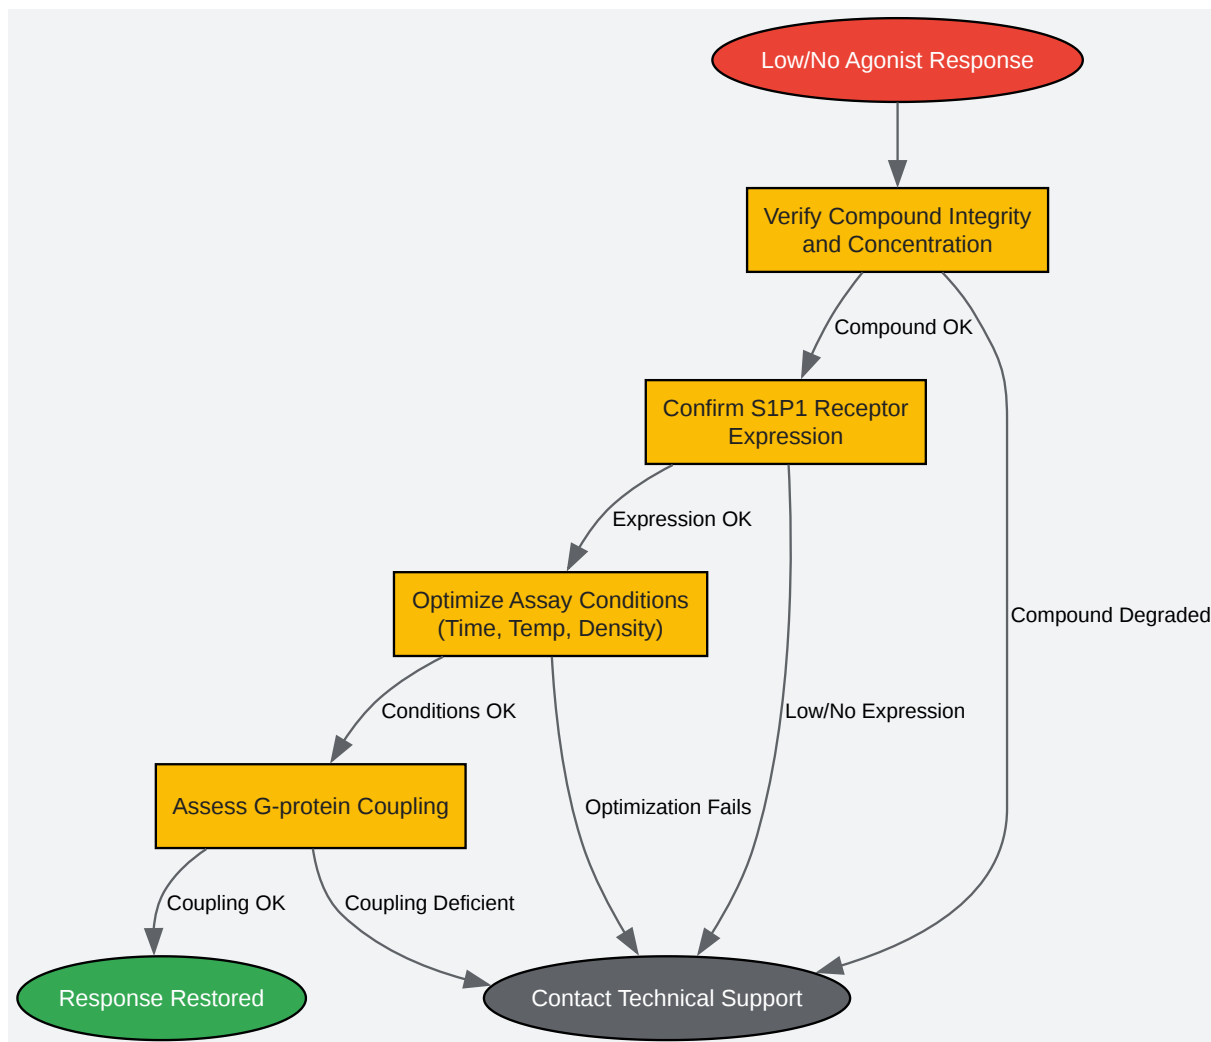 Low/No Agonist Response
Verify Compound Integrity
and Concentration
Compound OK
Confirm S1P1 Receptor
Expression
Expression OK
Optimize Assay Conditions
(Time, Temp, Density)
Compound Degraded
Conditions OK
Low/No Expression
Assess G-protein Coupling
Optimization Fails
Coupling OK
Coupling Deficient
Response Restored
Contact Technical Support